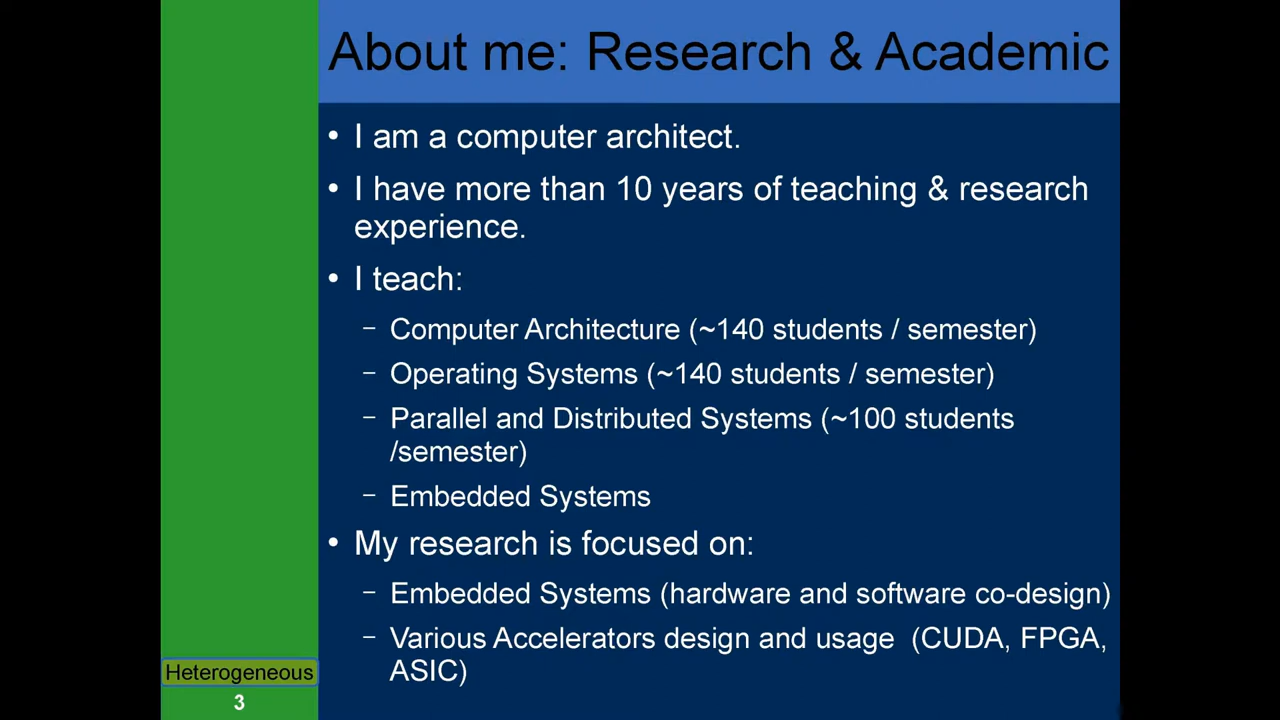 About me: Research & Academic
• I am a computer architect.
• I have more than 10 years of teaching & research
experience.
• I teach:
– Computer Architecture (~140 students / semester)
– Operating Systems (~140 students / semester)
– Parallel and Distributed Systems (~100 students
/semester)
– Embedded Systems
• My research is focused on:
– Embedded Systems (hardware and software co-design)
– Various Accelerators design and usage  (CUDA, FPGA,
ASIC)
Heterogeneous
3